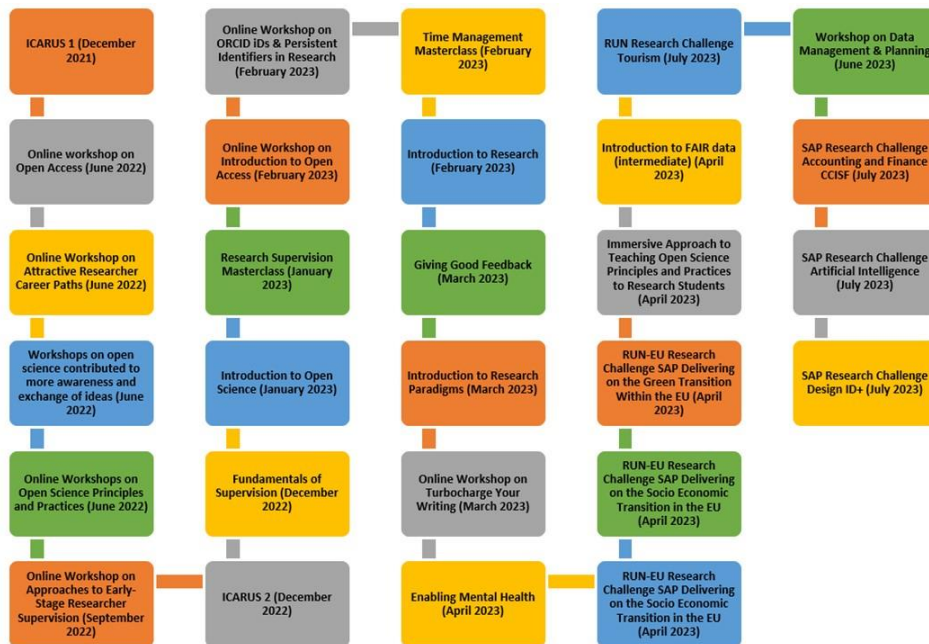 ICARUS 1 (December
2021)
Online workshop on
Open Access (June 2022)
Online Workshop on
Attractive Researcher
Career Paths (June 2022)
Workshops on open
science contributed to
more awareness and
exchange of ideas (June
2022)
Online Workshops on
Open Science Principles
and Practices (June 2022)
Online Workshop on
Approaches to Early-
Stage Researcher
Supervision (September
2022)
ICARUS 2 (December
2022)
Fundamentals of
Supervision (December
2022)
Introduction to Open
Science (January 2023)
Research Supervision
Masterclass (January
2023)
Online Workshop on
Introduction to Open
Access (February 2023)
Online Workshop on
ORCID iDs & Persistent
Identifiers in Research
(February 2023)
Time Management
Masterclass (February
2023)
Introduction to Research
(February 2023)
Giving Good Feedback
(March 2023)
Introduction to Research
Paradigms (March 2023)
Online Workshop on
Turbocharge Your
Writing (March 2023)
Enabling Mental Health
(April 2023)
RUN-EU Research
Challenge SAP Delivering
on the Socio Economic
Transition in the EU
(April 2023)
RUN-EU Research
Challenge SAP Delivering
on the Socio Economic
Transition in the EU
(April 2023)
RUN-EU Research
Challenge SAP Delivering
on the Green Transition
Within the EU (April
2023)
Immersive Approach to
Teaching Open Science
Principles and Practices
to Research Students
(April 2023)
Introduction to FAIR data
(intermediate) (April
2023)
RUN Research Challenge
Tourism (July 2023)
Workshop on Data
Management & Planning
(June 2023)
SAP Research Challenge
Accounting and Finance
CCISF (July 2023)
SAP Research Challenge
Artificial Intelligence
(July 2023)
SAP Research Challenge
Design ID+ (July 2023)